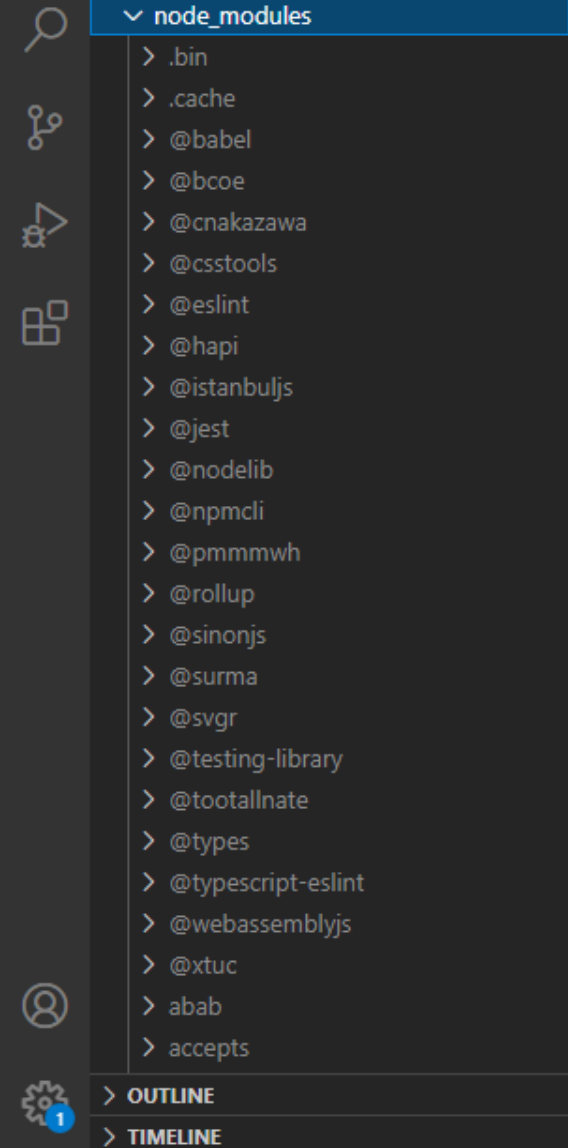 node_modules
.bin
.cache
@babel
@bcoe
@cnakazawa
@csstools
@eslint
@hapi
@istanbuljs
@jest
@nodelib
@npmcli
@pmmmwh
@rollup
@sinonjs
@surma
@svgr
@testing-library
@tootallnate
@types
@typescript-eslint
@webassemblyjs
@xtuc
abab
accepts
OUTLINE
1
TIMELINE